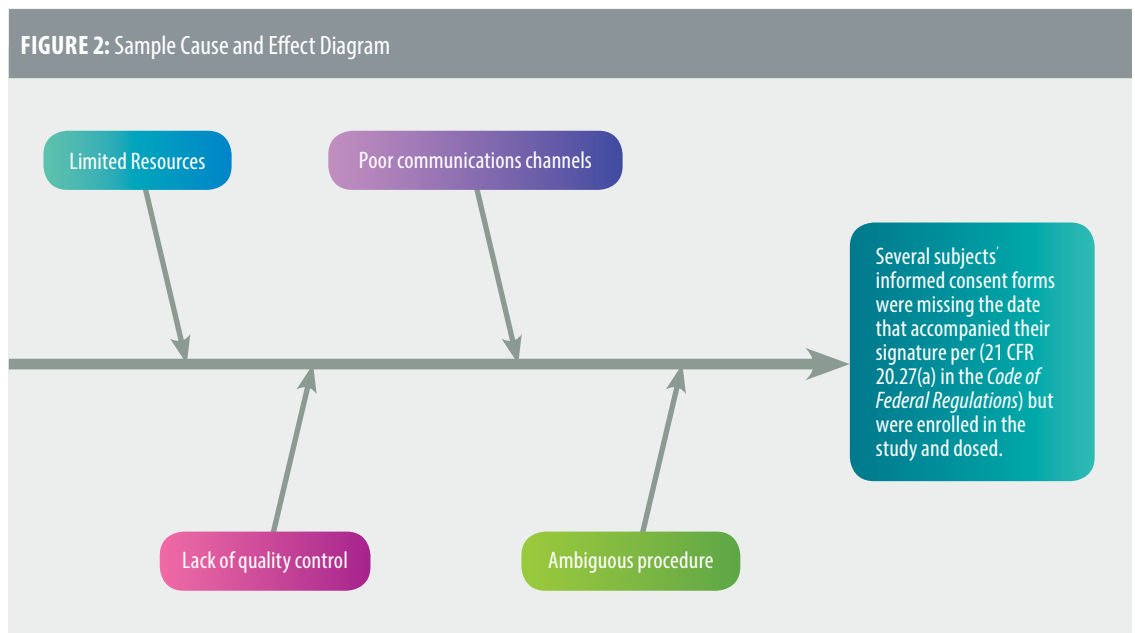 FIGURE 2: Sample Cause and Effect Diagram
Limited Resources
Poor communications channels
Several subjects'
informed consent forms
were missing the date
that accompanied their
signature per (21 CFR
20.27(a) in the Code of
Federal Regulations) but
were enrolled in the
study and dosed.
Lack of quality control
Ambiguous procedure